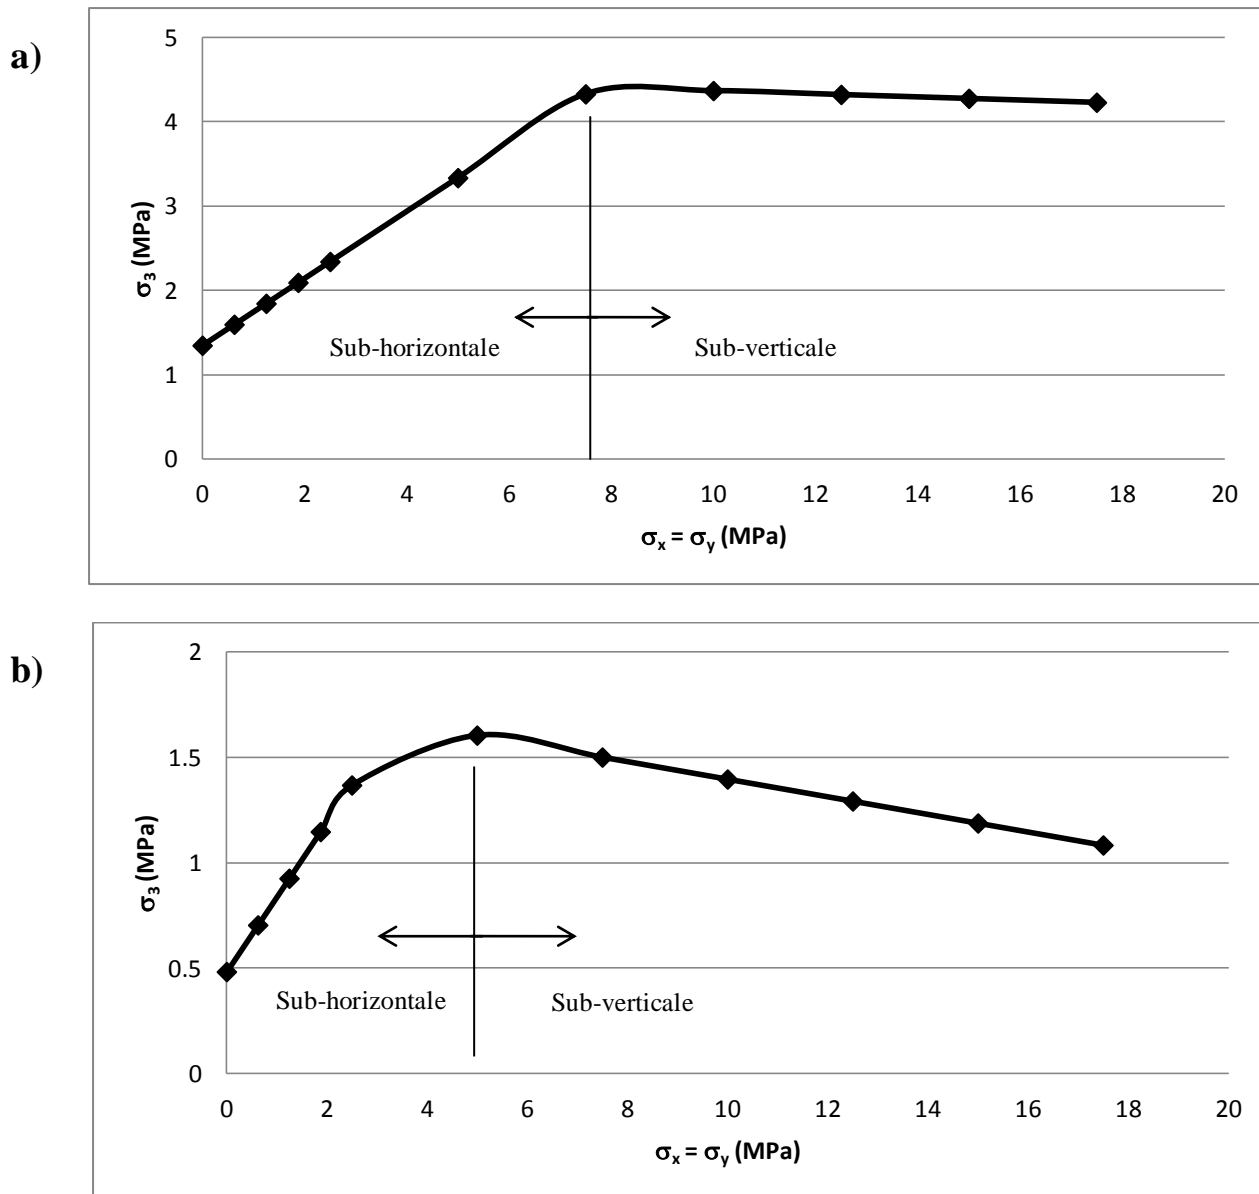 a)
5
4
3
2
1
0
σ₃ (MPa)
Sub-horizontale Sub-verticale
0 2 4 6 8 10 12 14 16 18 20
σₓ = σᵧ (MPa)
b)
2
1.5
1
0.5
0
σ₃ (MPa)
Sub-horizontale Sub-verticale
0 2 4 6 8 10 12 14 16 18 20
σₓ = σᵧ (MPa)